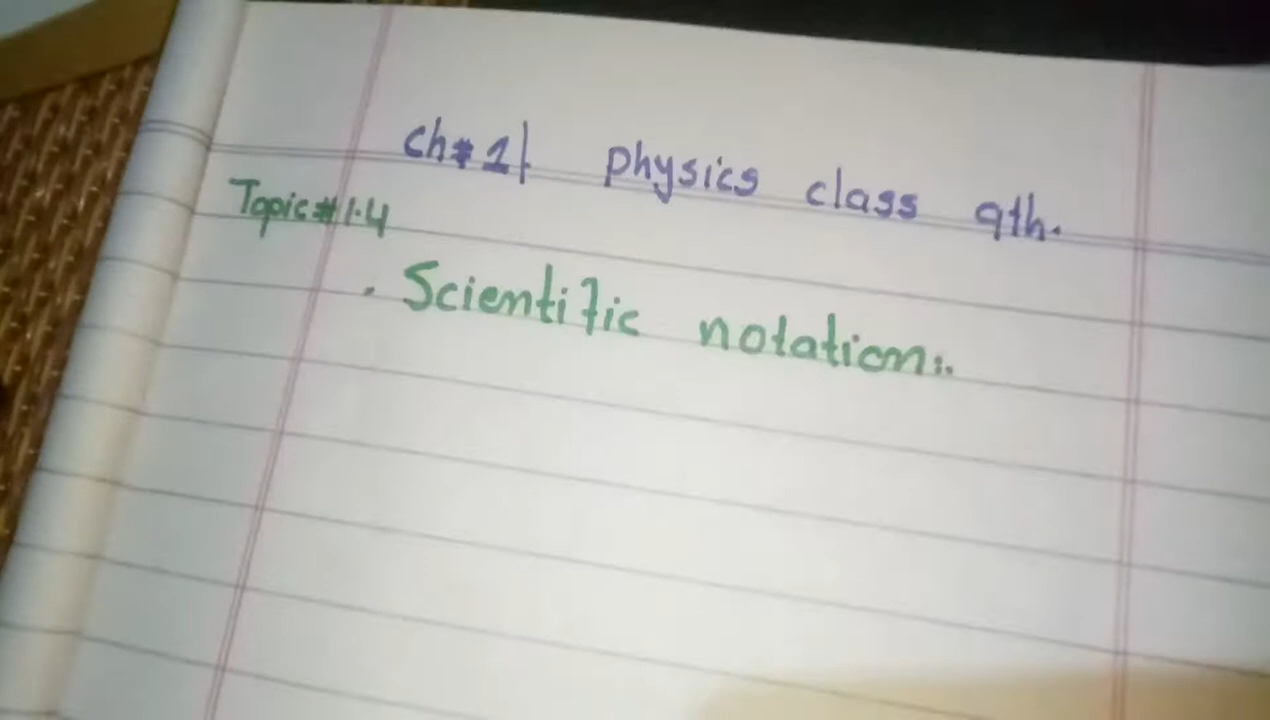 Ch#1| physics class 9th.
Topic#1.4
. Scientific notation:.